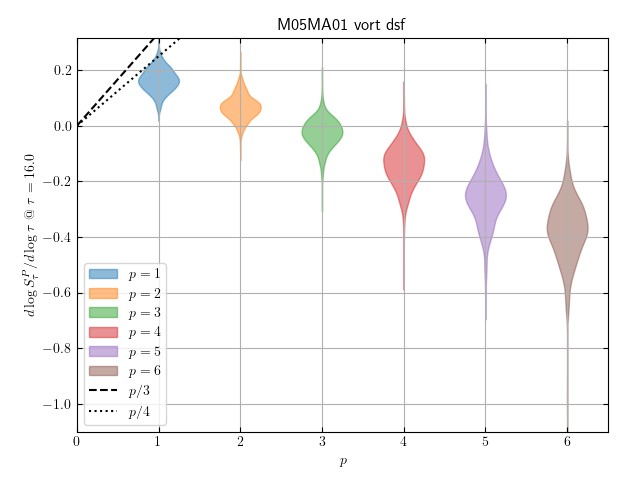 M05MA01 vort dsf
d log S_τ^P / d log τ @ τ = 16.0
0.2
0.0
−0.2
−0.4
−0.6
−0.8
−1.0
p = 1
p = 2
p = 3
p = 4
p = 5
p = 6
p/3
p/4
0 1 2 3 4 5 6
p